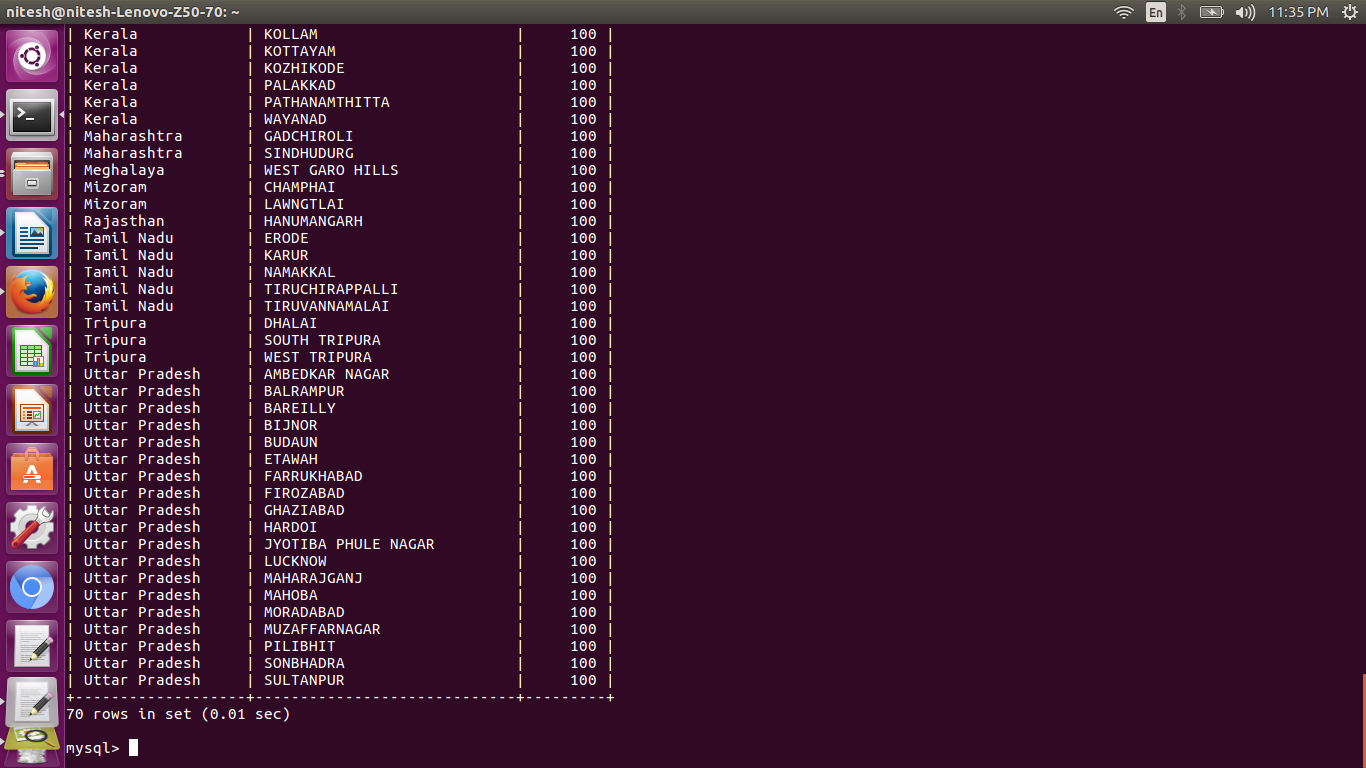 nitesh@nitesh-Lenovo-Z50-70: ~ En 11:35 PM
| Kerala | KOLLAM | 100 |
| Kerala | KOTTAYAM | 100 |
| Kerala | KOZHIKODE | 100 |
| Kerala | PALAKKAD | 100 |
| Kerala | PATHANAMTHITTA | 100 |
| Kerala | WAYANAD | 100 |
| Maharashtra | GADCHIROLI | 100 |
| Maharashtra | SINDHUDURG | 100 |
| Meghalaya | WEST GARO HILLS | 100 |
| Mizoram | CHAMPHAI | 100 |
| Mizoram | LAWNGTLAI | 100 |
| Rajasthan | HANUMANGARH | 100 |
| Tamil Nadu | ERODE | 100 |
| Tamil Nadu | KARUR | 100 |
| Tamil Nadu | NAMAKKAL | 100 |
| Tamil Nadu | TIRUCHIRAPPALLI | 100 |
| Tamil Nadu | TIRUVANNAMALAI | 100 |
| Tripura | DHALAI | 100 |
| Tripura | SOUTH TRIPURA | 100 |
| Tripura | WEST TRIPURA | 100 |
| Uttar Pradesh | AMBEDKAR NAGAR | 100 |
| Uttar Pradesh | BALRAMPUR | 100 |
| Uttar Pradesh | BAREILLY | 100 |
| Uttar Pradesh | BIJNOR | 100 |
| Uttar Pradesh | BUDAUN | 100 |
| Uttar Pradesh | ETAWAH | 100 |
| Uttar Pradesh | FARRUKHABAD | 100 |
| Uttar Pradesh | FIROZABAD | 100 |
| Uttar Pradesh | GHAZIABAD | 100 |
| Uttar Pradesh | HARDOI | 100 |
| Uttar Pradesh | JYOTIBA PHULE NAGAR | 100 |
| Uttar Pradesh | LUCKNOW | 100 |
| Uttar Pradesh | MAHARAJGANJ | 100 |
| Uttar Pradesh | MAHOBA | 100 |
| Uttar Pradesh | MORADABAD | 100 |
| Uttar Pradesh | MUZAFFARNAGAR | 100 |
| Uttar Pradesh | PILIBHIT | 100 |
| Uttar Pradesh | SONBHADRA | 100 |
| Uttar Pradesh | SULTANPUR | 100 |
+-------------------+-----------------------------+---------+
70 rows in set (0.01 sec)
mysql>